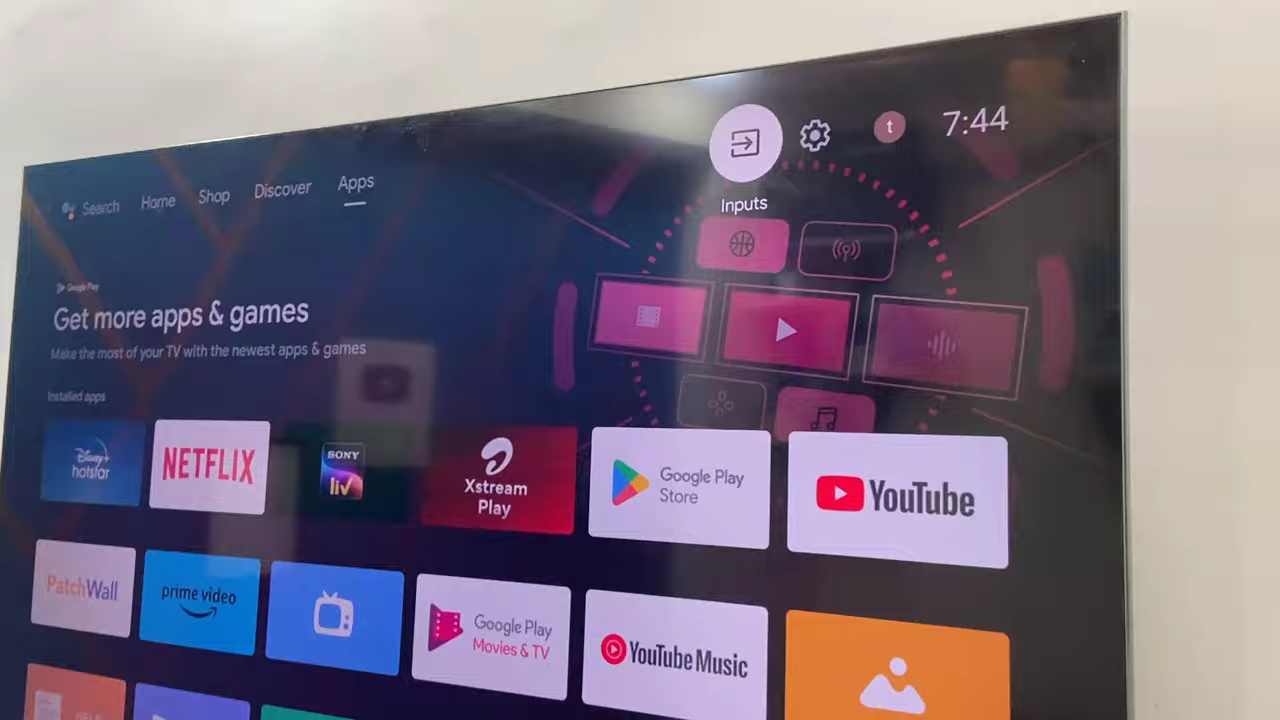 Search Home Shop Discover Apps
t
7:44
Inputs
Google Play
Get more apps & games
Make the most of your TV with the newest apps & games
Installed apps
Disney+
hotstar
NETFLIX
SONY
liv
Xstream
Play
Google Play
Store
YouTube
PatchWall
prime video
Google Play
Movies & TV
YouTube Music